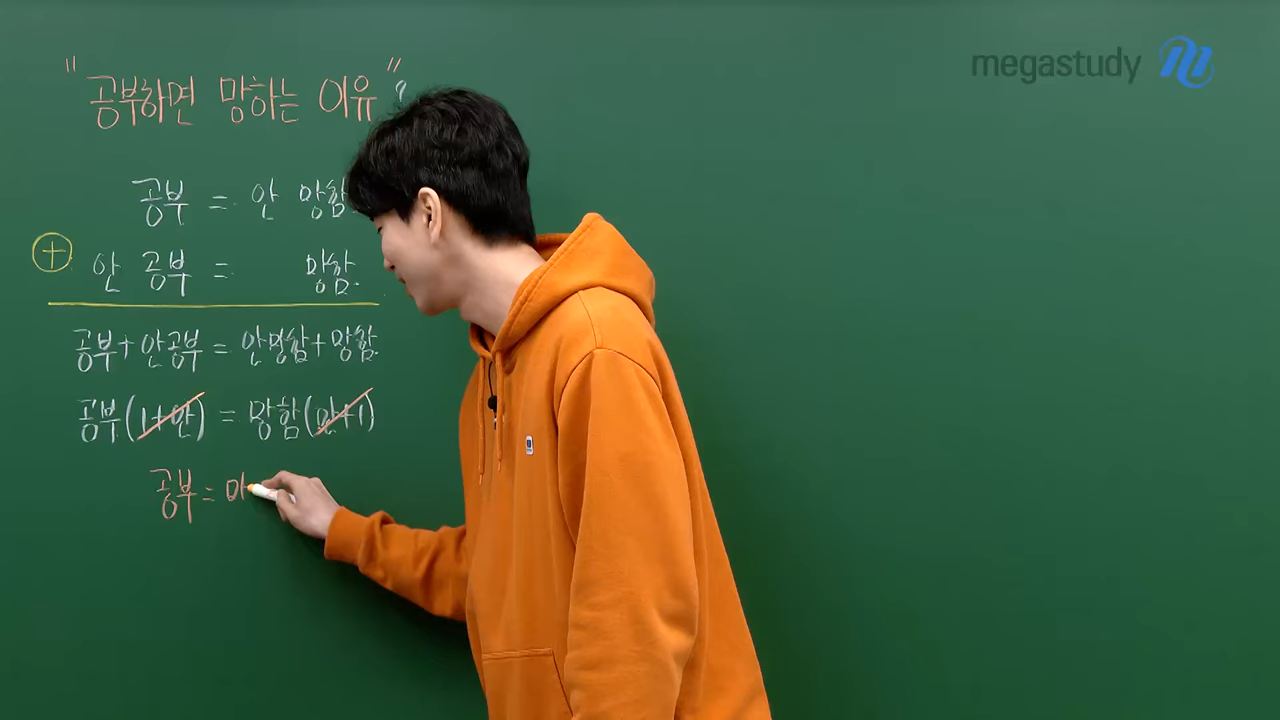 megastudy
"공부하면 망하는 이유"?
공부 = 안 망함.
+ 안 공부 = 망함.
공부+안공부 = 안망함+망함.
공부(1+안) = 망함(안+1)
공부 = 마